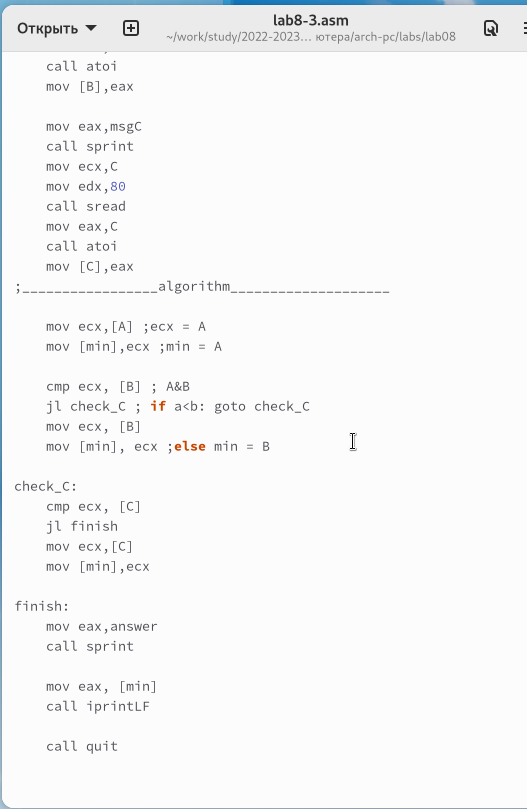 Открыть
lab8-3.asm
~/work/study/2022-2023... ютера/arch-pc/labs/lab08
call atoi
mov [B],eax
mov eax,msgC
call sprint
mov ecx,C
mov edx,80
call sread
mov eax,C
call atoi
mov [C],eax
;_________________algorithm____________________
mov ecx,[A] ;ecx = A
mov [min],ecx ;min = A
cmp ecx, [B] ; A&B
jl check_C ; if a<b: goto check_C
mov ecx, [B]
mov [min], ecx ;else min = B
check_C:
cmp ecx, [C]
jl finish
mov ecx,[C]
mov [min],ecx
finish:
mov eax,answer
call sprint
mov eax, [min]
call iprintLF
call quit